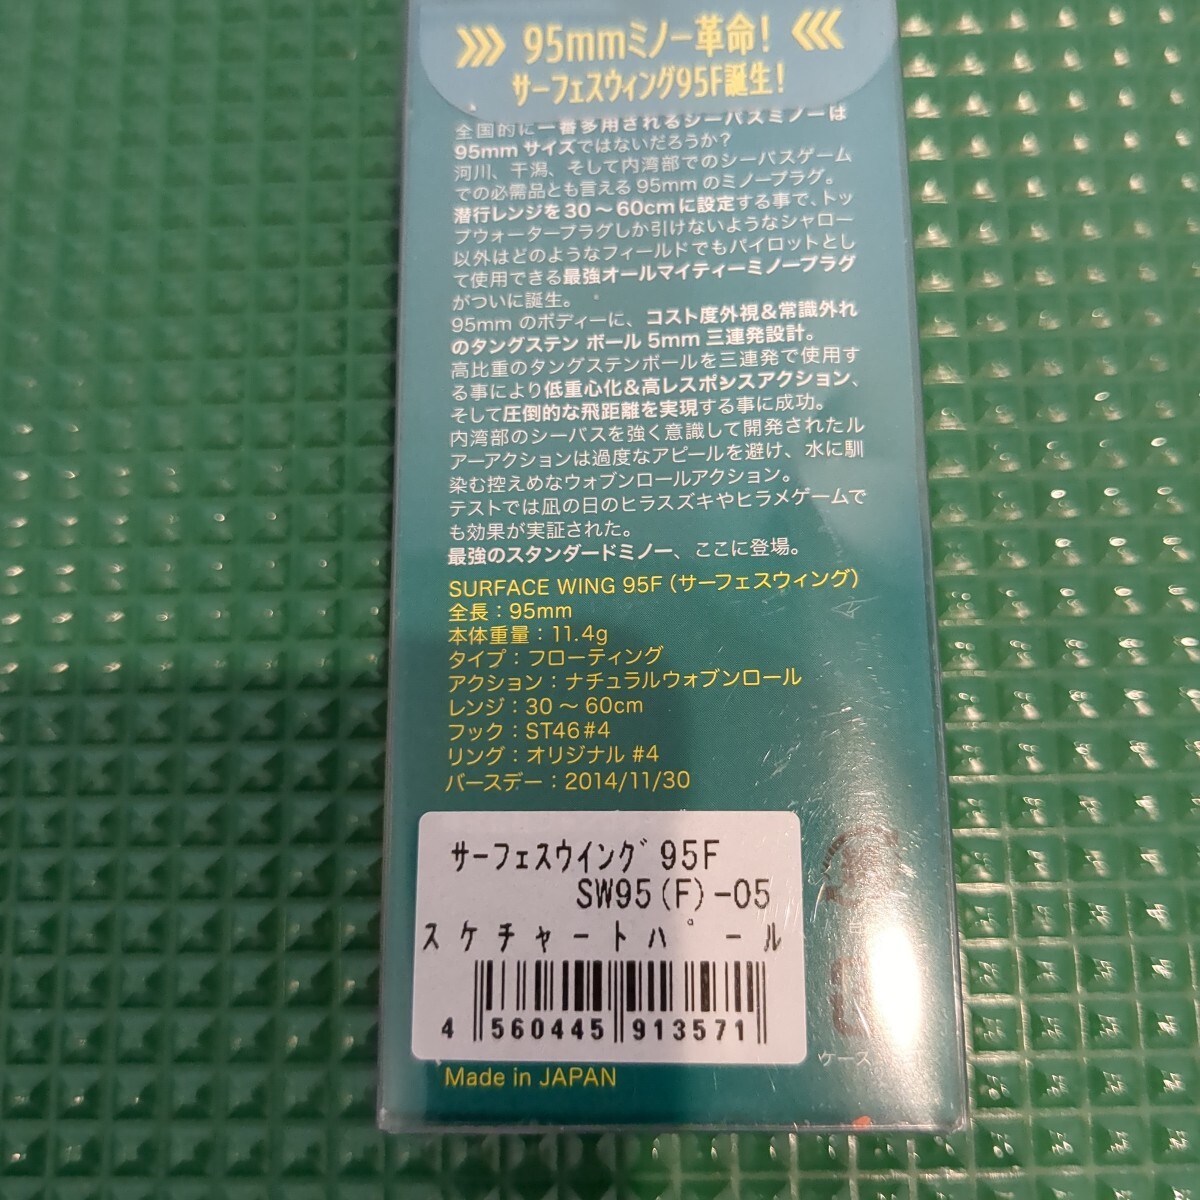 95mmミノー革命!
サーフェスウィング95F誕生!
全国的に一番多用されるシーバスミノーは
95mm サイズではないだろうか?
河川、干潟、そして内湾部でのシーバスゲーム
での必需品とも言える 95mm のミノープラグ。
潜行レンジを 30 〜 60cm に設定する事で、トッ
プウォータープラグしか引けないようなシャロー
以外はどのようなフィールドでもパイロットとし
て使用できる最強オールマイティーミノープラグ
がついに誕生。
95mm のボディーに、コスト度外視&常識外れ
のタングステン ボール 5mm 三連発設計。
高比重のタングステンボールを三連発で使用す
る事により低重心化&高レスポンスアクション、
そして圧倒的な飛距離を実現する事に成功。
内湾部のシーバスを強く意識して開発されたル
アーアクションは過度なアピールを避け、水に馴
染む控えめなウォブンロールアクション。
テストでは凪の日のヒラスズキやヒラメゲームで
も効果が実証された。
最強のスタンダードミノー、ここに登場。
SURFACE WING 95F (サーフェスウィング)
全長:95mm
本体重量:11.4g
タイプ:フローティング
アクション:ナチュラルウォブンロール
レンジ:30 〜 60cm
フック:ST46 #4
リング:オリジナル #4
バースデー:2014/11/30
サーフェスウイング 95F
SW95(F)-05
スケチャートパール
4 560445 913571
ケース
Made in JAPAN